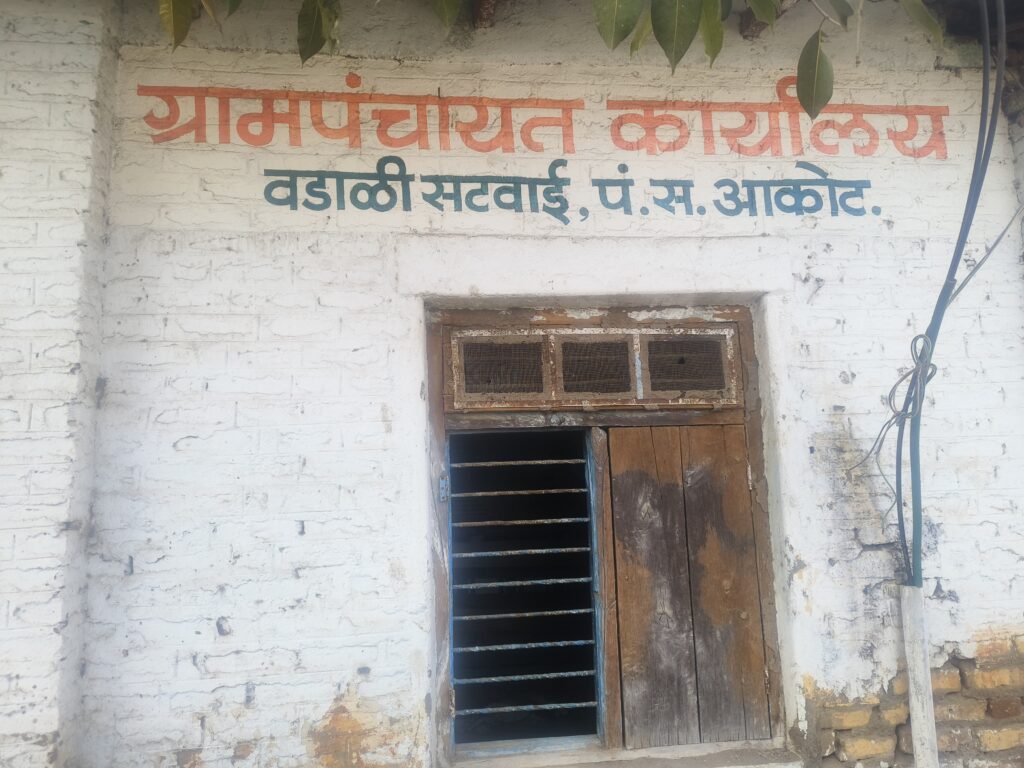 ग्रामपंचायत कार्यालय
वडाळी सटवाई, पं.स.आकोट.